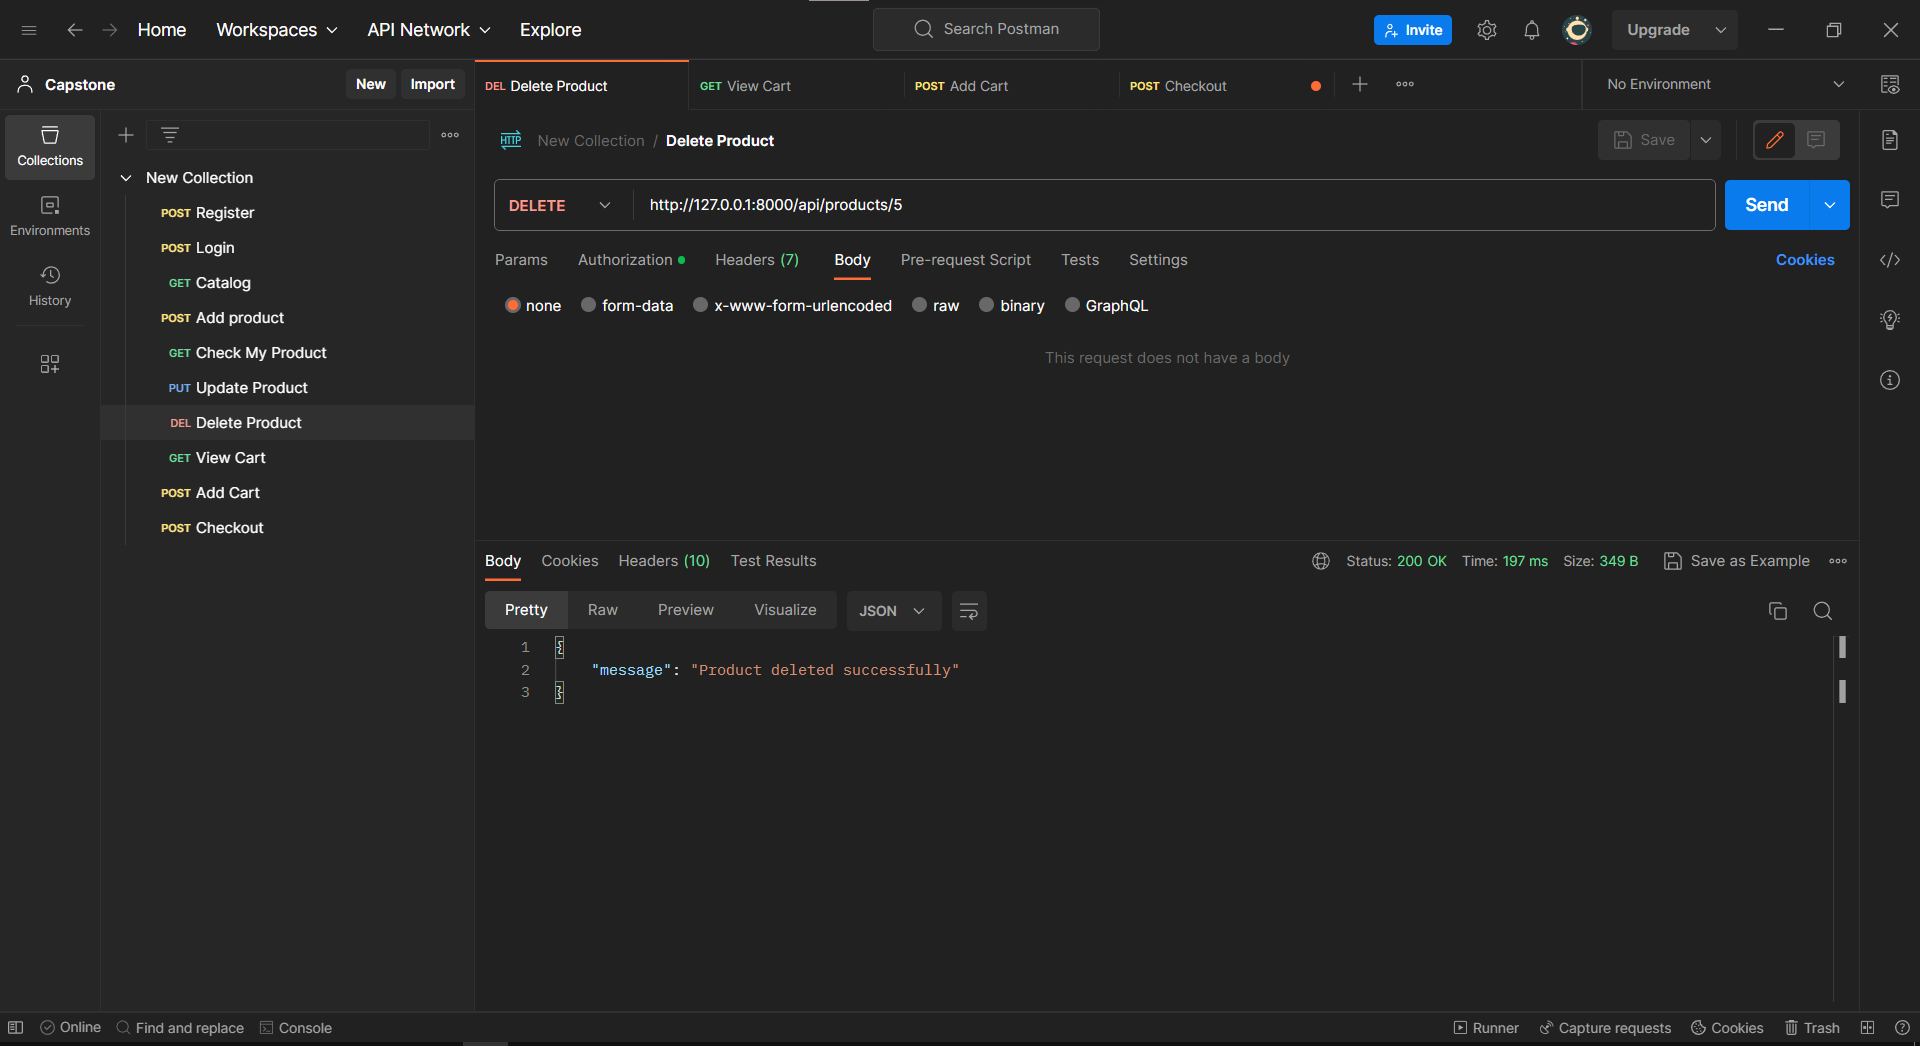 Home Workspaces API Network Explore Search Postman Invite Upgrade
Capstone New Import DEL Delete Product GET View Cart POST Add Cart POST Checkout No Environment
Collections
Environments
History
New Collection
POST Register
POST Login
GET Catalog
POST Add product
GET Check My Product
PUT Update Product
DEL Delete Product
GET View Cart
POST Add Cart
POST Checkout
HTTP New Collection / Delete Product Save
DELETE http://127.0.0.1:8000/api/products/5 Send
Params Authorization Headers (7) Body Pre-request Script Tests Settings Cookies
none form-data x-www-form-urlencoded raw binary GraphQL
This request does not have a body
Body Cookies Headers (10) Test Results Status: 200 OK Time: 197 ms Size: 349 B Save as Example
Pretty Raw Preview Visualize JSON
1 {
2 "message": "Product deleted successfully"
3 }
Online Find and replace Console Runner Capture requests Cookies Trash